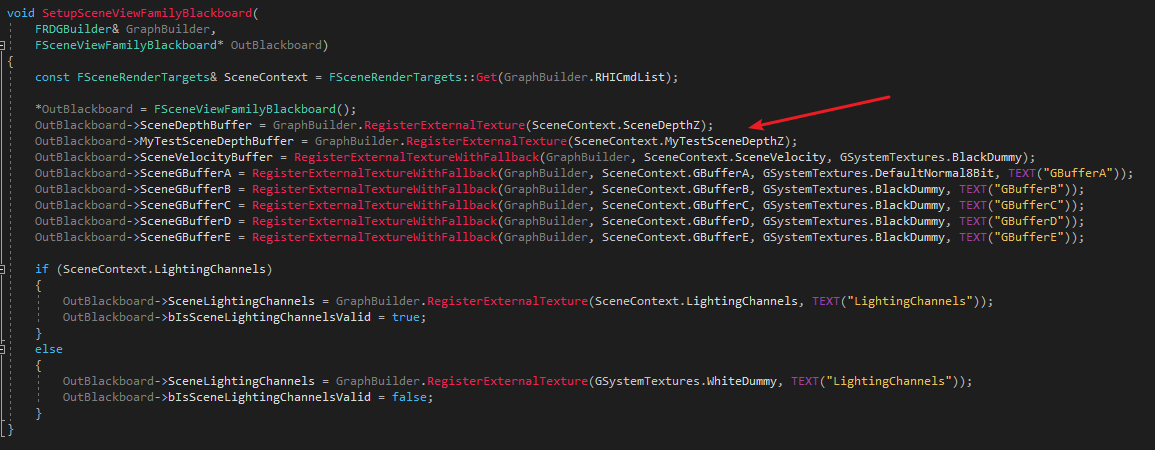 void SetupSceneViewFamilyBlackboard(
    FRDGBuilder& GraphBuilder,
    FSceneViewFamilyBlackboard* OutBlackboard)
{
    const FSceneRenderTargets& SceneContext = FSceneRenderTargets::Get(GraphBuilder.RHICmdList);

    *OutBlackboard = FSceneViewFamilyBlackboard();
    OutBlackboard->SceneDepthBuffer = GraphBuilder.RegisterExternalTexture(SceneContext.SceneDepthZ);
    OutBlackboard->MyTestSceneDepthBuffer = GraphBuilder.RegisterExternalTexture(SceneContext.MyTestSceneDepthZ);
    OutBlackboard->SceneVelocityBuffer = RegisterExternalTextureWithFallback(GraphBuilder, SceneContext.SceneVelocity, GSystemTextures.BlackDummy);
    OutBlackboard->SceneGBufferA = RegisterExternalTextureWithFallback(GraphBuilder, SceneContext.GBufferA, GSystemTextures.DefaultNormal8Bit, TEXT("GBufferA"));
    OutBlackboard->SceneGBufferB = RegisterExternalTextureWithFallback(GraphBuilder, SceneContext.GBufferB, GSystemTextures.BlackDummy, TEXT("GBufferB"));
    OutBlackboard->SceneGBufferC = RegisterExternalTextureWithFallback(GraphBuilder, SceneContext.GBufferC, GSystemTextures.BlackDummy, TEXT("GBufferC"));
    OutBlackboard->SceneGBufferD = RegisterExternalTextureWithFallback(GraphBuilder, SceneContext.GBufferD, GSystemTextures.BlackDummy, TEXT("GBufferD"));
    OutBlackboard->SceneGBufferE = RegisterExternalTextureWithFallback(GraphBuilder, SceneContext.GBufferE, GSystemTextures.BlackDummy, TEXT("GBufferE"));

    if (SceneContext.LightingChannels)
    {
        OutBlackboard->SceneLightingChannels = GraphBuilder.RegisterExternalTexture(SceneContext.LightingChannels, TEXT("LightingChannels"));
        OutBlackboard->bIsSceneLightingChannelsValid = true;
    }
    else
    {
        OutBlackboard->SceneLightingChannels = GraphBuilder.RegisterExternalTexture(GSystemTextures.WhiteDummy, TEXT("LightingChannels"));
        OutBlackboard->bIsSceneLightingChannelsValid = false;
    }
}